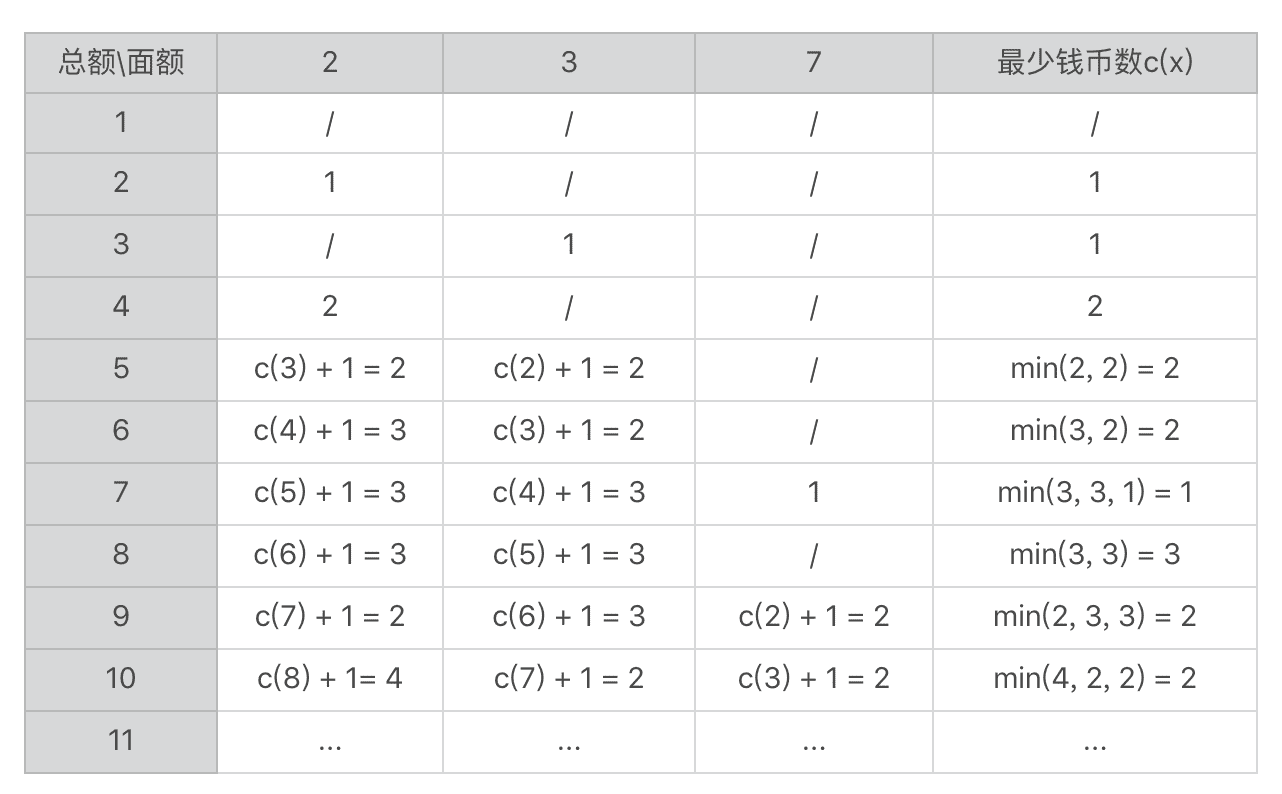 总额\面额 2 3 7 最少钱币数c(x)
1 / / / /
2 1 / / 1
3 / 1 / 1
4 2 / / 2
5 c(3) + 1 = 2 c(2) + 1 = 2 / min(2, 2) = 2
6 c(4) + 1 = 3 c(3) + 1 = 2 / min(3, 2) = 2
7 c(5) + 1 = 3 c(4) + 1 = 3 1 min(3, 3, 1) = 1
8 c(6) + 1 = 3 c(5) + 1 = 3 / min(3, 3) = 3
9 c(7) + 1 = 2 c(6) + 1 = 3 c(2) + 1 = 2 min(2, 3, 3) = 2
10 c(8) + 1= 4 c(7) + 1 = 2 c(3) + 1 = 2 min(4, 2, 2) = 2
11 ... ... ... ...